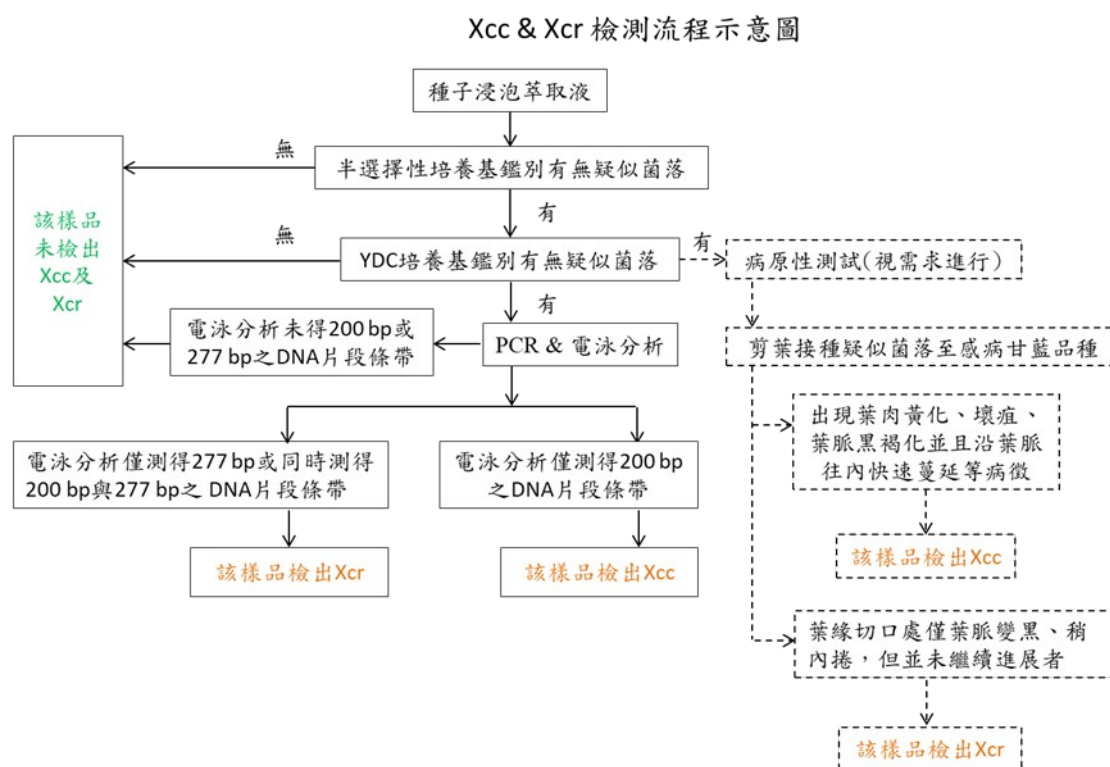 Xcc & Xcr 檢測流程示意圖
種子浸泡萃取液
無
半選擇性培養基鑑別有無疑似菌落
有
該樣品
未檢出
Xcc及
Xcr
無
YDC培養基鑑別有無疑似菌落
有
病原性測試(視需求進行)
有
電泳分析未得200 bp或
277 bp之DNA片段條帶
PCR & 電泳分析
剪葉接種疑似菌落至感病甘藍品種
出現葉肉黃化、壞疽、
葉脈黑褐化並且沿葉脈
往內快速蔓延等病徵
電泳分析僅測得277 bp或同時測得
200 bp與277 bp之 DNA片段條帶
電泳分析僅測得200 bp
之DNA片段條帶
該樣品檢出Xcr
該樣品檢出Xcc
該樣品檢出Xcc
葉緣切口處僅葉脈變黑、稍
內捲，但並未繼續進展者
該樣品檢出Xcr